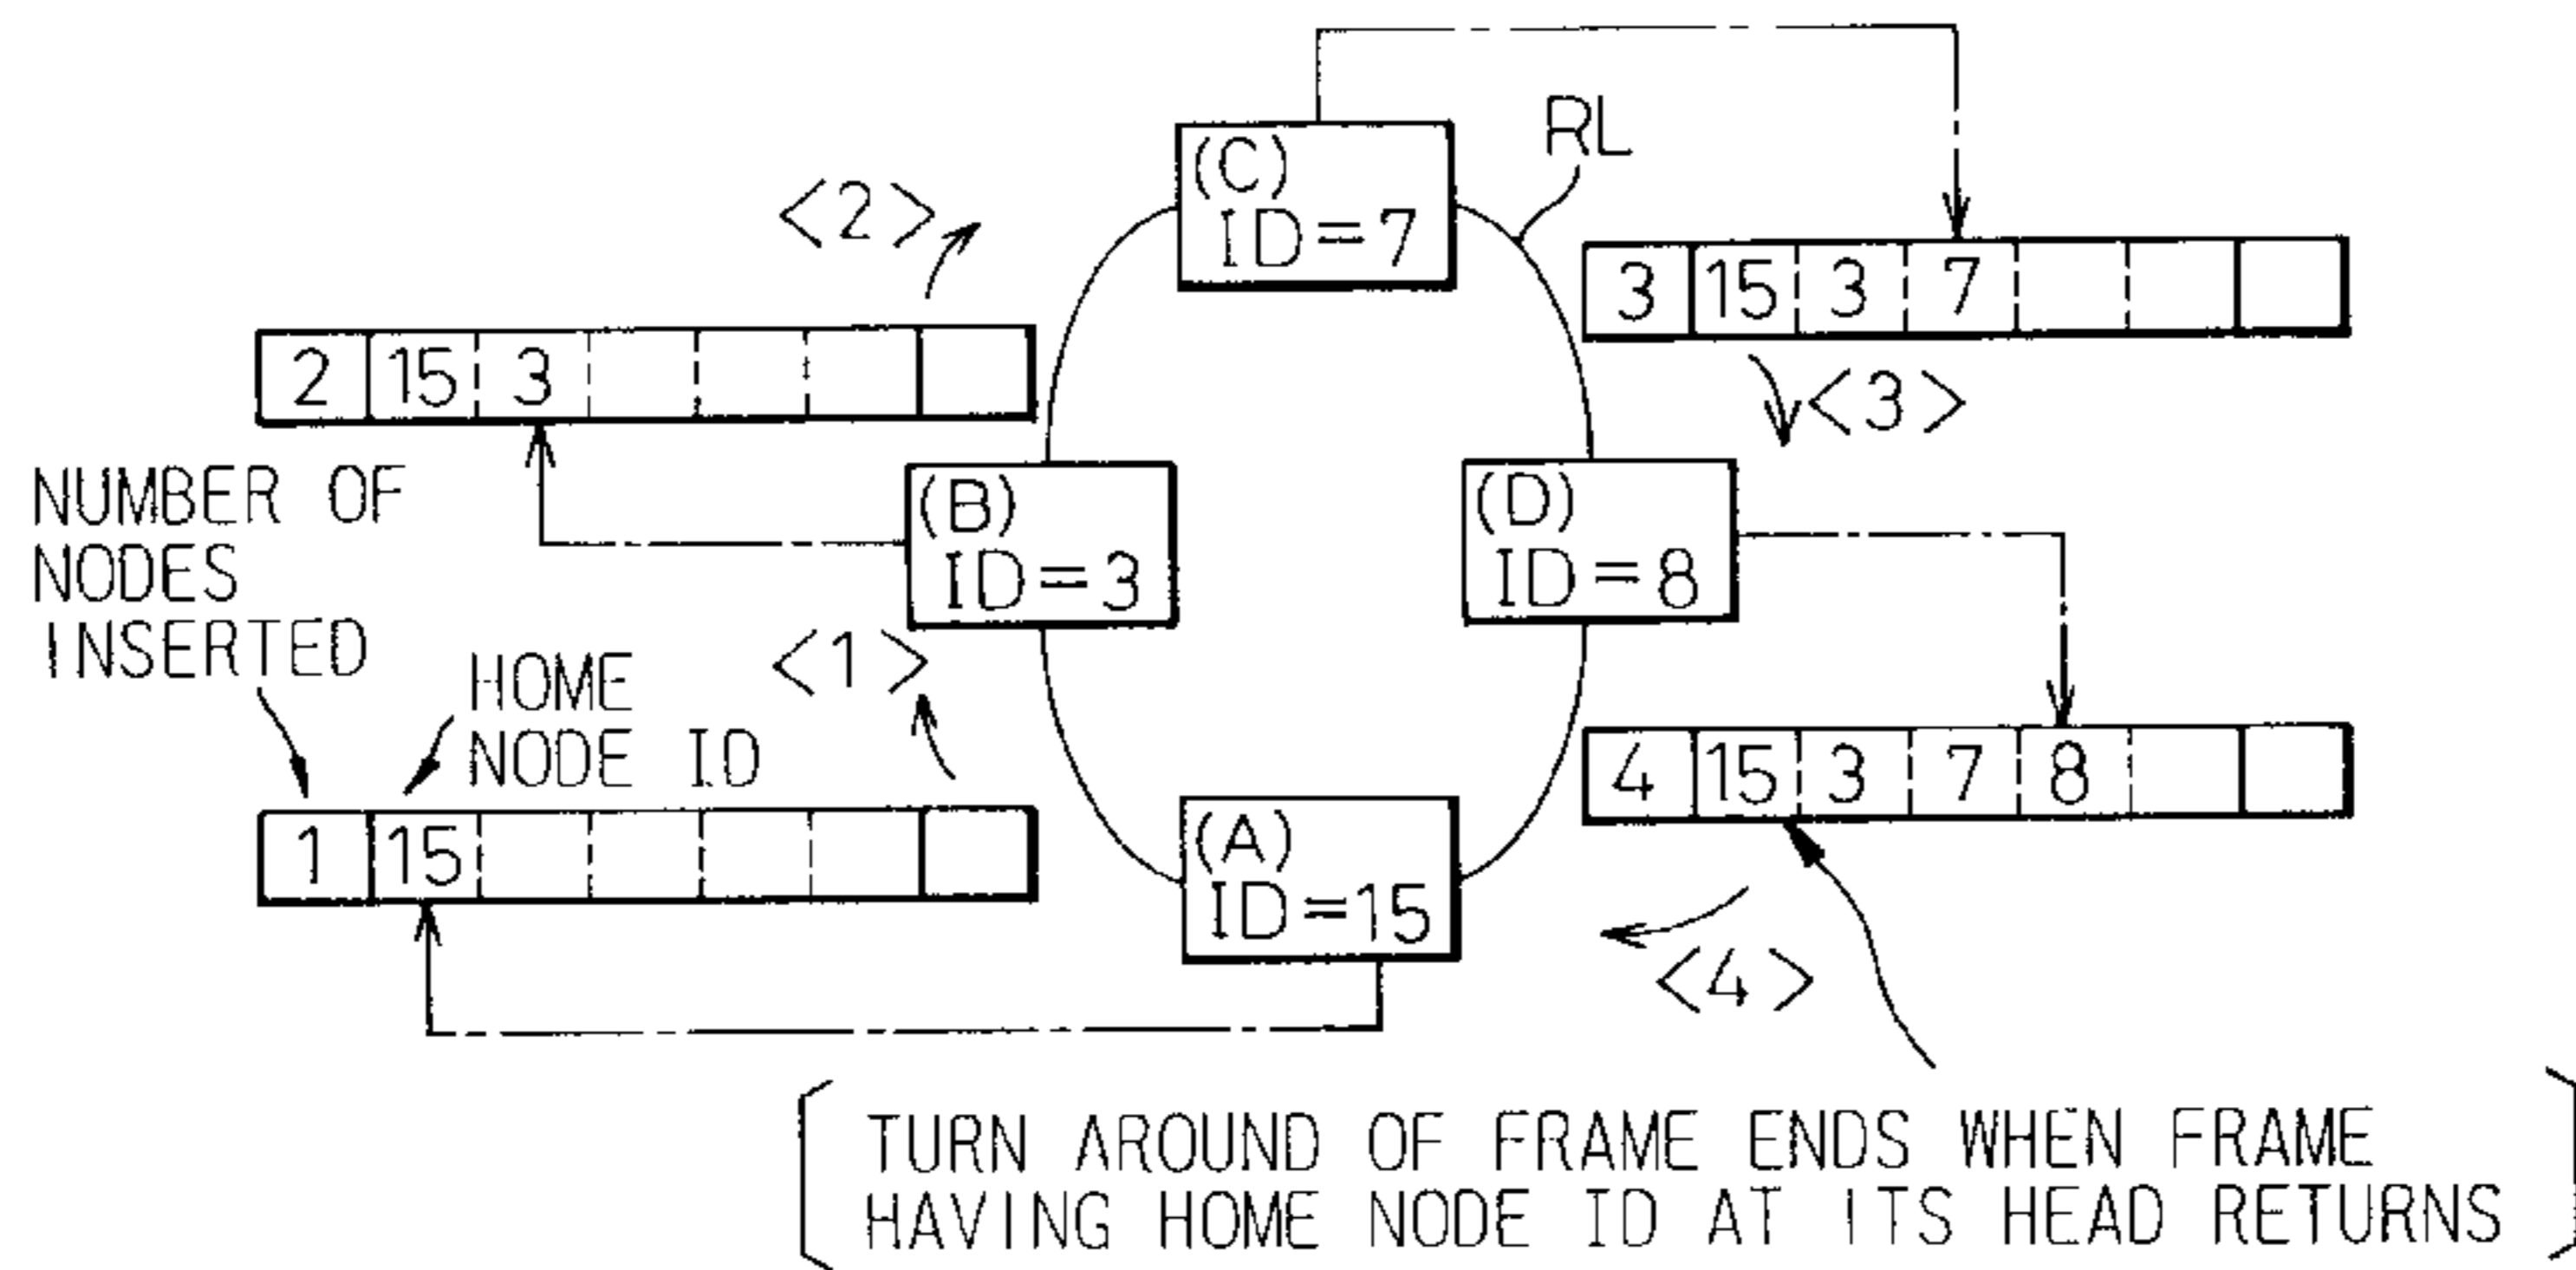 (C)
ID=7
RL
<2>
3 15 3 7
2 15 3
<3>
(B)
ID=3
(D)
ID=8
NUMBER OF
NODES
INSERTED
<1>
HOME
NODE ID
4 15 3 7 8
1 15
(A)
ID=15
<4>
TURN AROUND OF FRAME ENDS WHEN FRAME
HAVING HOME NODE ID AT ITS HEAD RETURNS